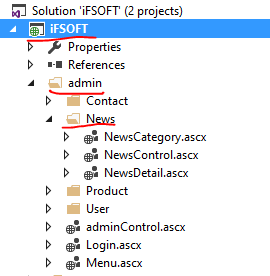 Solution 'iFSOFT' (2 projects)
iFSOFT
Properties
References
admin
Contact
News
NewsCategory.ascx
NewsControl.ascx
NewsDetail.ascx
Product
User
adminControl.ascx
Login.ascx
Menu.ascx